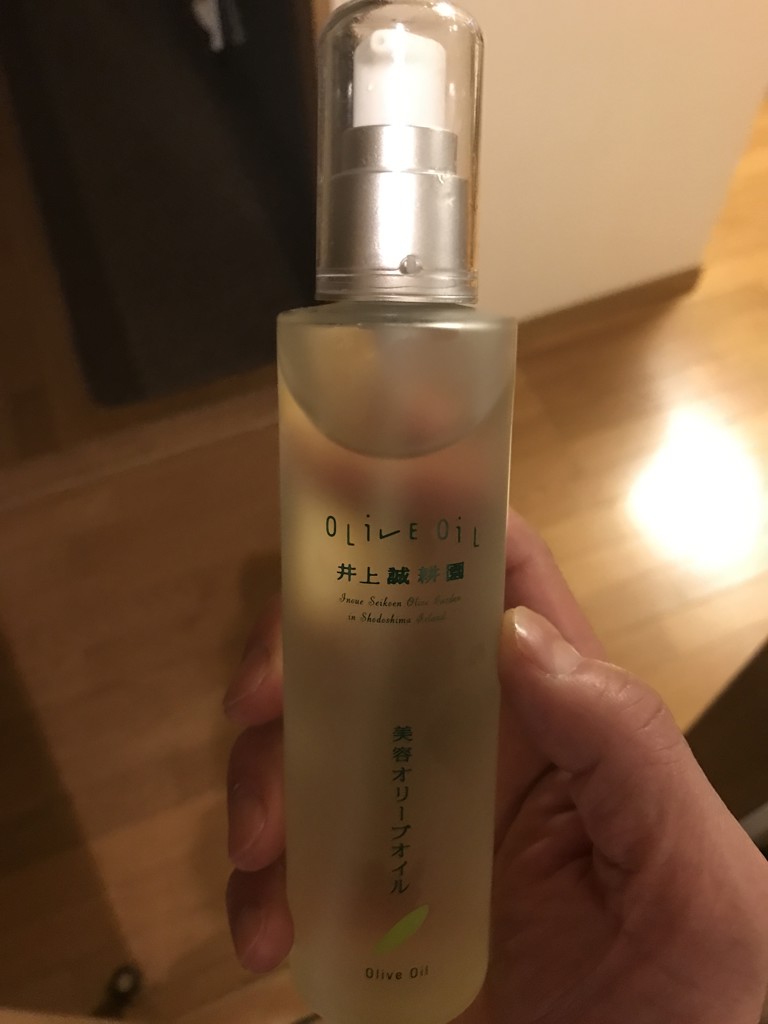 OLiVE OiL
井上誠耕園
Inoue Seikoen Olive Garden
in Shodoshima Island
美容オリーブオイル
Olive Oil